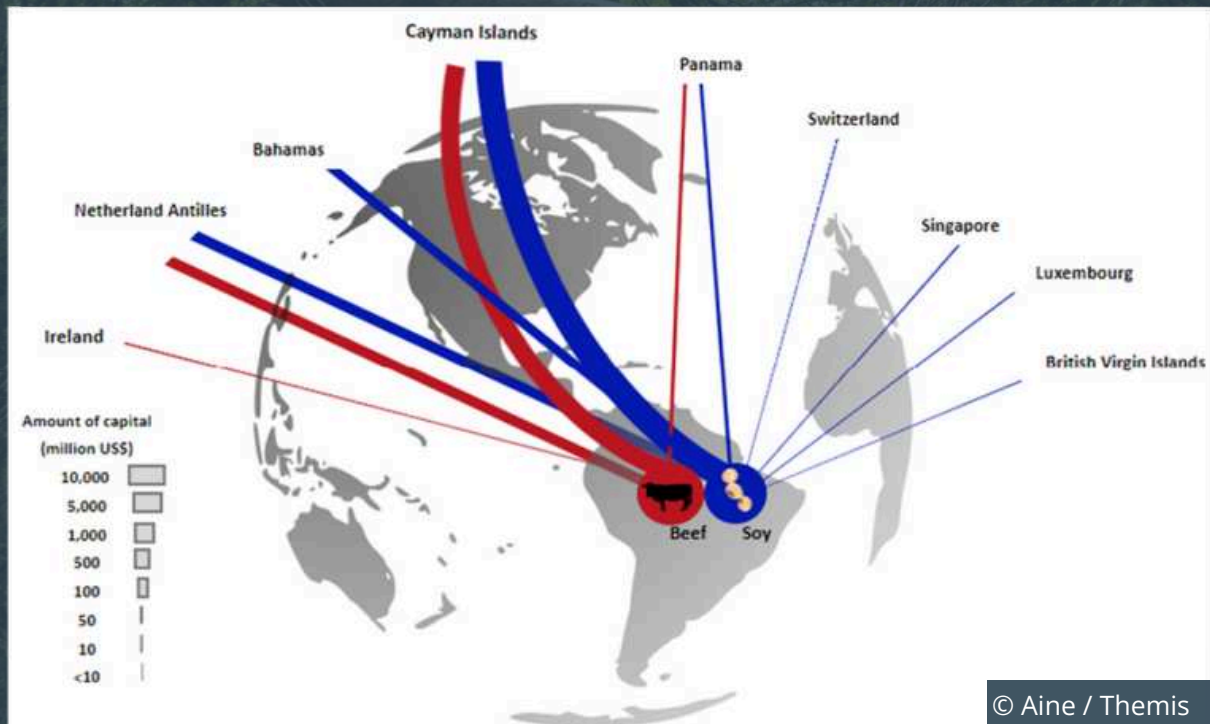 Cayman Islands
Panama
Switzerland
Bahamas
Netherland Antilles
Singapore
Luxembourg
Ireland
British Virgin Islands
Amount of capital
(million US$)
10,000
5,000
1,000
500
100
50
10
<10
Beef
Soy
© Aine / Themis